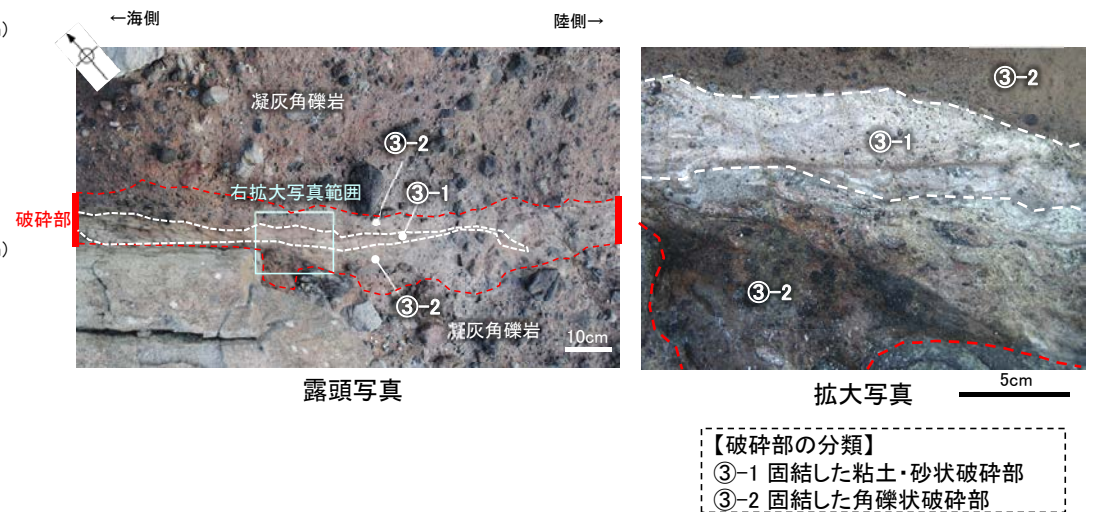 ←海側
陸側→
)
凝灰角礫岩
③-2
③-1
右拡大写真範囲
破砕部
)
③-2
凝灰角礫岩
10cm
露頭写真
③-2
③-1
③-2
5cm
拡大写真
【破砕部の分類】
③-1 固結した粘土・砂状破砕部
③-2 固結した角礫状破砕部